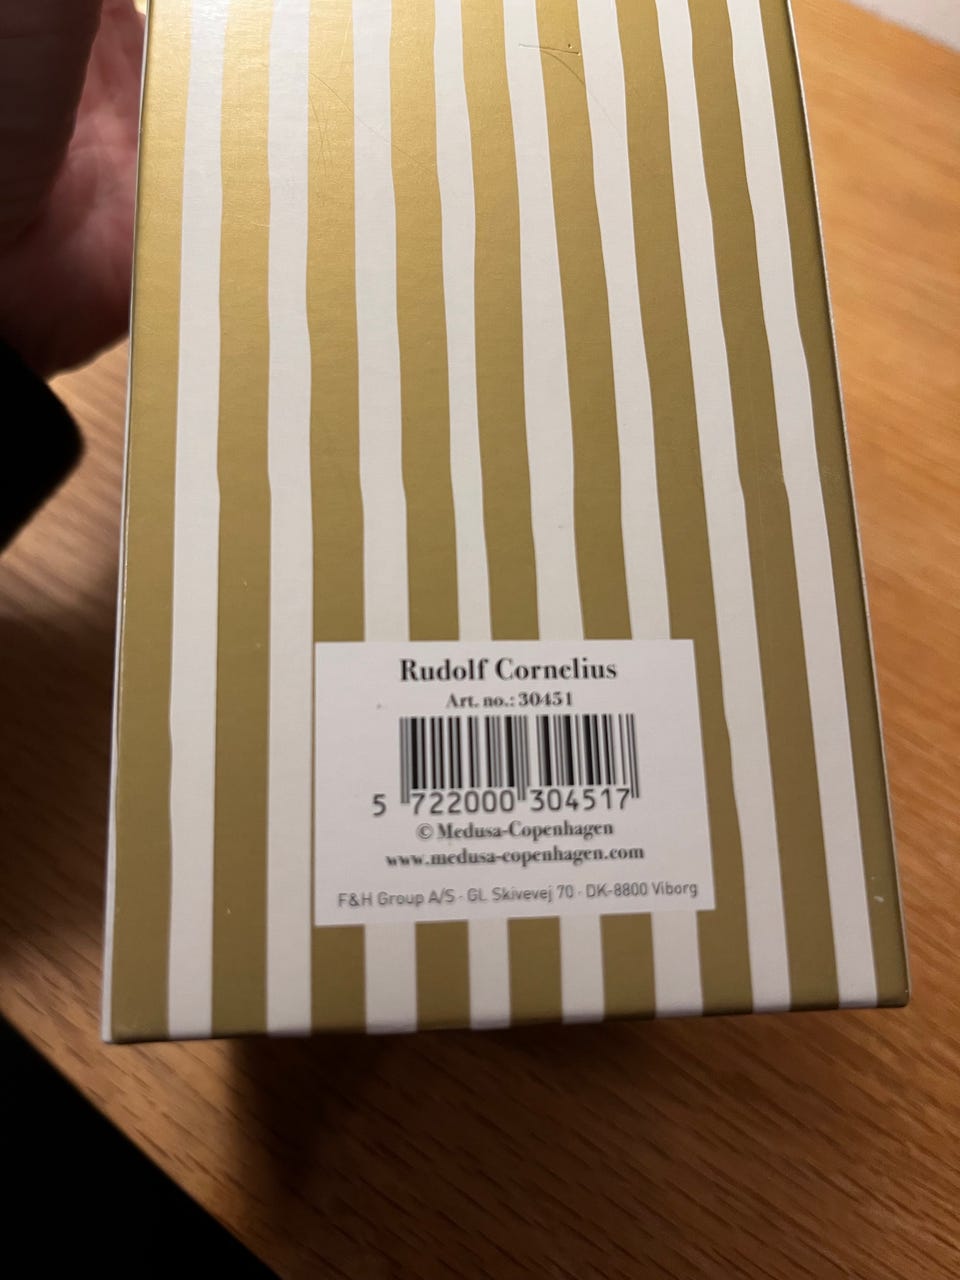 Rudolf Cornelius
Art. no.: 30451
5 722000 304517
© Medusa-Copenhagen
www.medusa-copenhagen.com
F&H Group A/S · Gl. Skivevej 70 · DK-8800 Viborg